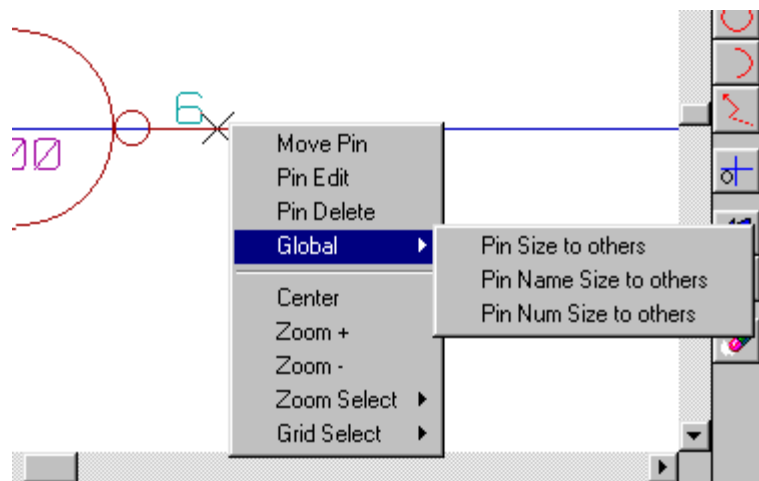 6
00
Move Pin
Pin Edit
Pin Delete
Global
Pin Size to others
Pin Name Size to others
Pin Num Size to others
Center
Zoom +
Zoom -
Zoom Select
Grid Select